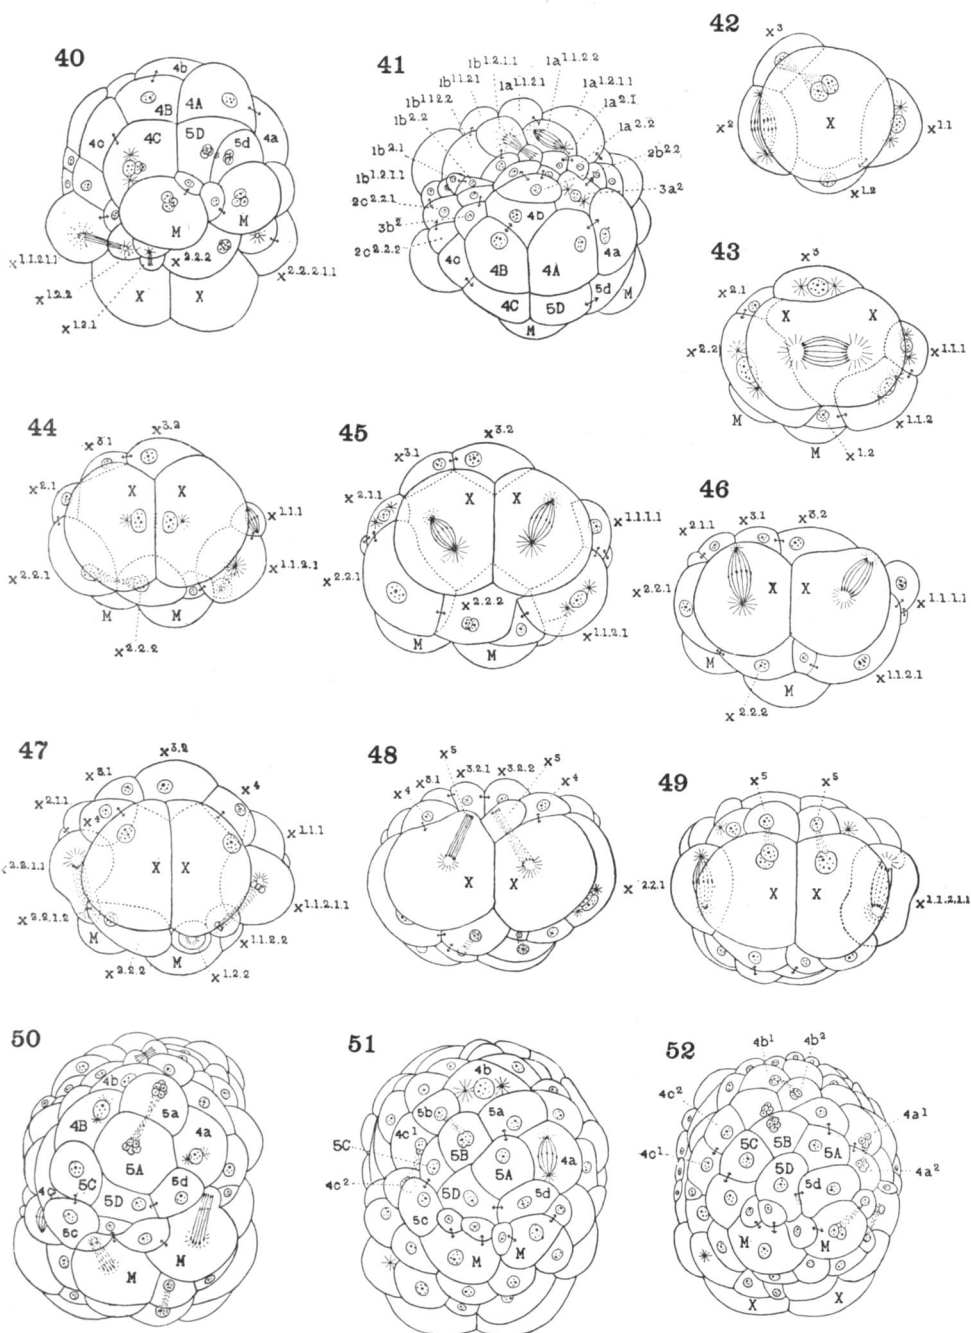 40
4b
4B 4A
4c 4C 5D 5d 4a
M
M
x1.1.2.1.1
x1.2.2
x1.2.1
x2.2.2
x2.2.2.1.1
X X
41
1b1.2.1.1
1b1.1.2.1
1b1.1.2.2
1b2.2
1b2.1
1b1.2.1.1
2c2.2.1
3b2
2c2.2.2
1a1.1.2.2
1a1.1.2.1
1a1.2.1.1
1a2.1
1a2.2
2b2.2
3a2
4b
4c 4B 4A 4a
4C 5D 5d M
M
42
x3
x2 X x1.1
x1.2
43
x3
x2.1 X X
x2.2 x1.1.1
M x1.1.2
M x1.2
44
x3.1 x3.2
x2.1 X X x1.1.1
x2.2.1 x1.1.2.1
M M
x2.2.2
45
x3.1 x3.2
x2.1.1 X X x1.1.1.1
x2.2.1 x2.2.2 x1.1.2.1
M M
46
x2.1.1 x3.1 x3.2
x2.2.1 X X x1.1.1.1
M x1.1.2.1
x2.2.2 M
47
x3.2
x3.1 x4
x2.1.1 x4 x1.1.1
x2.2.1.1 X X x1.1.2.1.1
x2.2.1.2 x1.1.2.2
M M
x2.2.2 x1.2.2
48
x5 x5
x4 x3.1 x3.2.1 x3.2.2 x4
X X x2.2.1
49
x5 x5
X X x1.1.2.1.1
50
4b 5a
4B 4a
5A
5C 5D 5d
4c 5c
M M
51
4b
5b 5a
4c1 5B
5C 5A 4a
4c2 5D 5d
5c
M M
52
4b1 4b2
4c2 4a1
5C 5B 5A
4c1 5D 5d 4a2
M M
X X